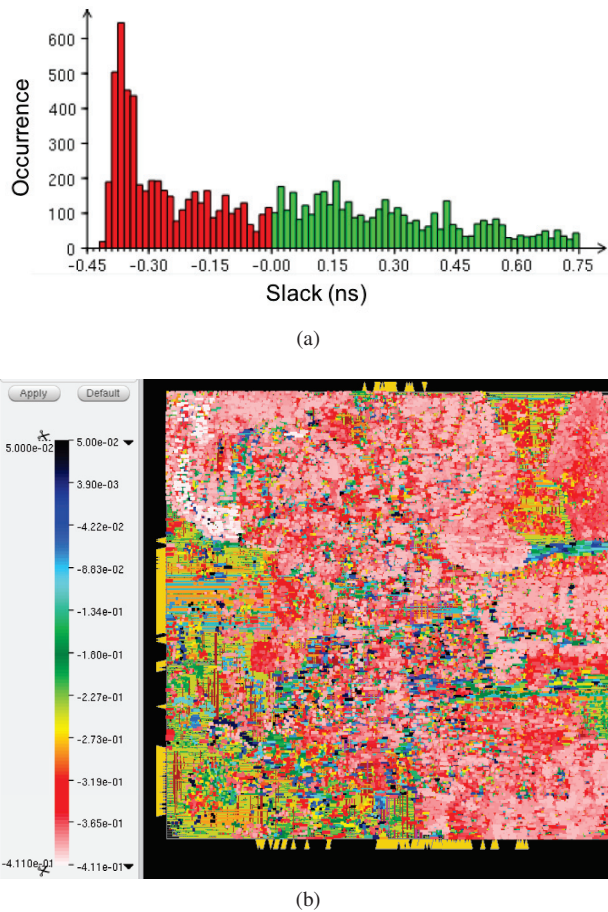 600
500
400
300
200
100
0
Occurrence
-0.45 -0.30 -0.15 -0.00 0.15 0.30 0.45 0.60 0.75
Slack (ns)
(a)
Apply Default
5.000e-02 5.00e-02
3.90e-03
-4.22e-02
-8.83e-02
-1.34e-01
-1.80e-01
-2.27e-01
-2.73e-01
-3.19e-01
-3.65e-01
-4.110e-01 -4.11e-01
(b)